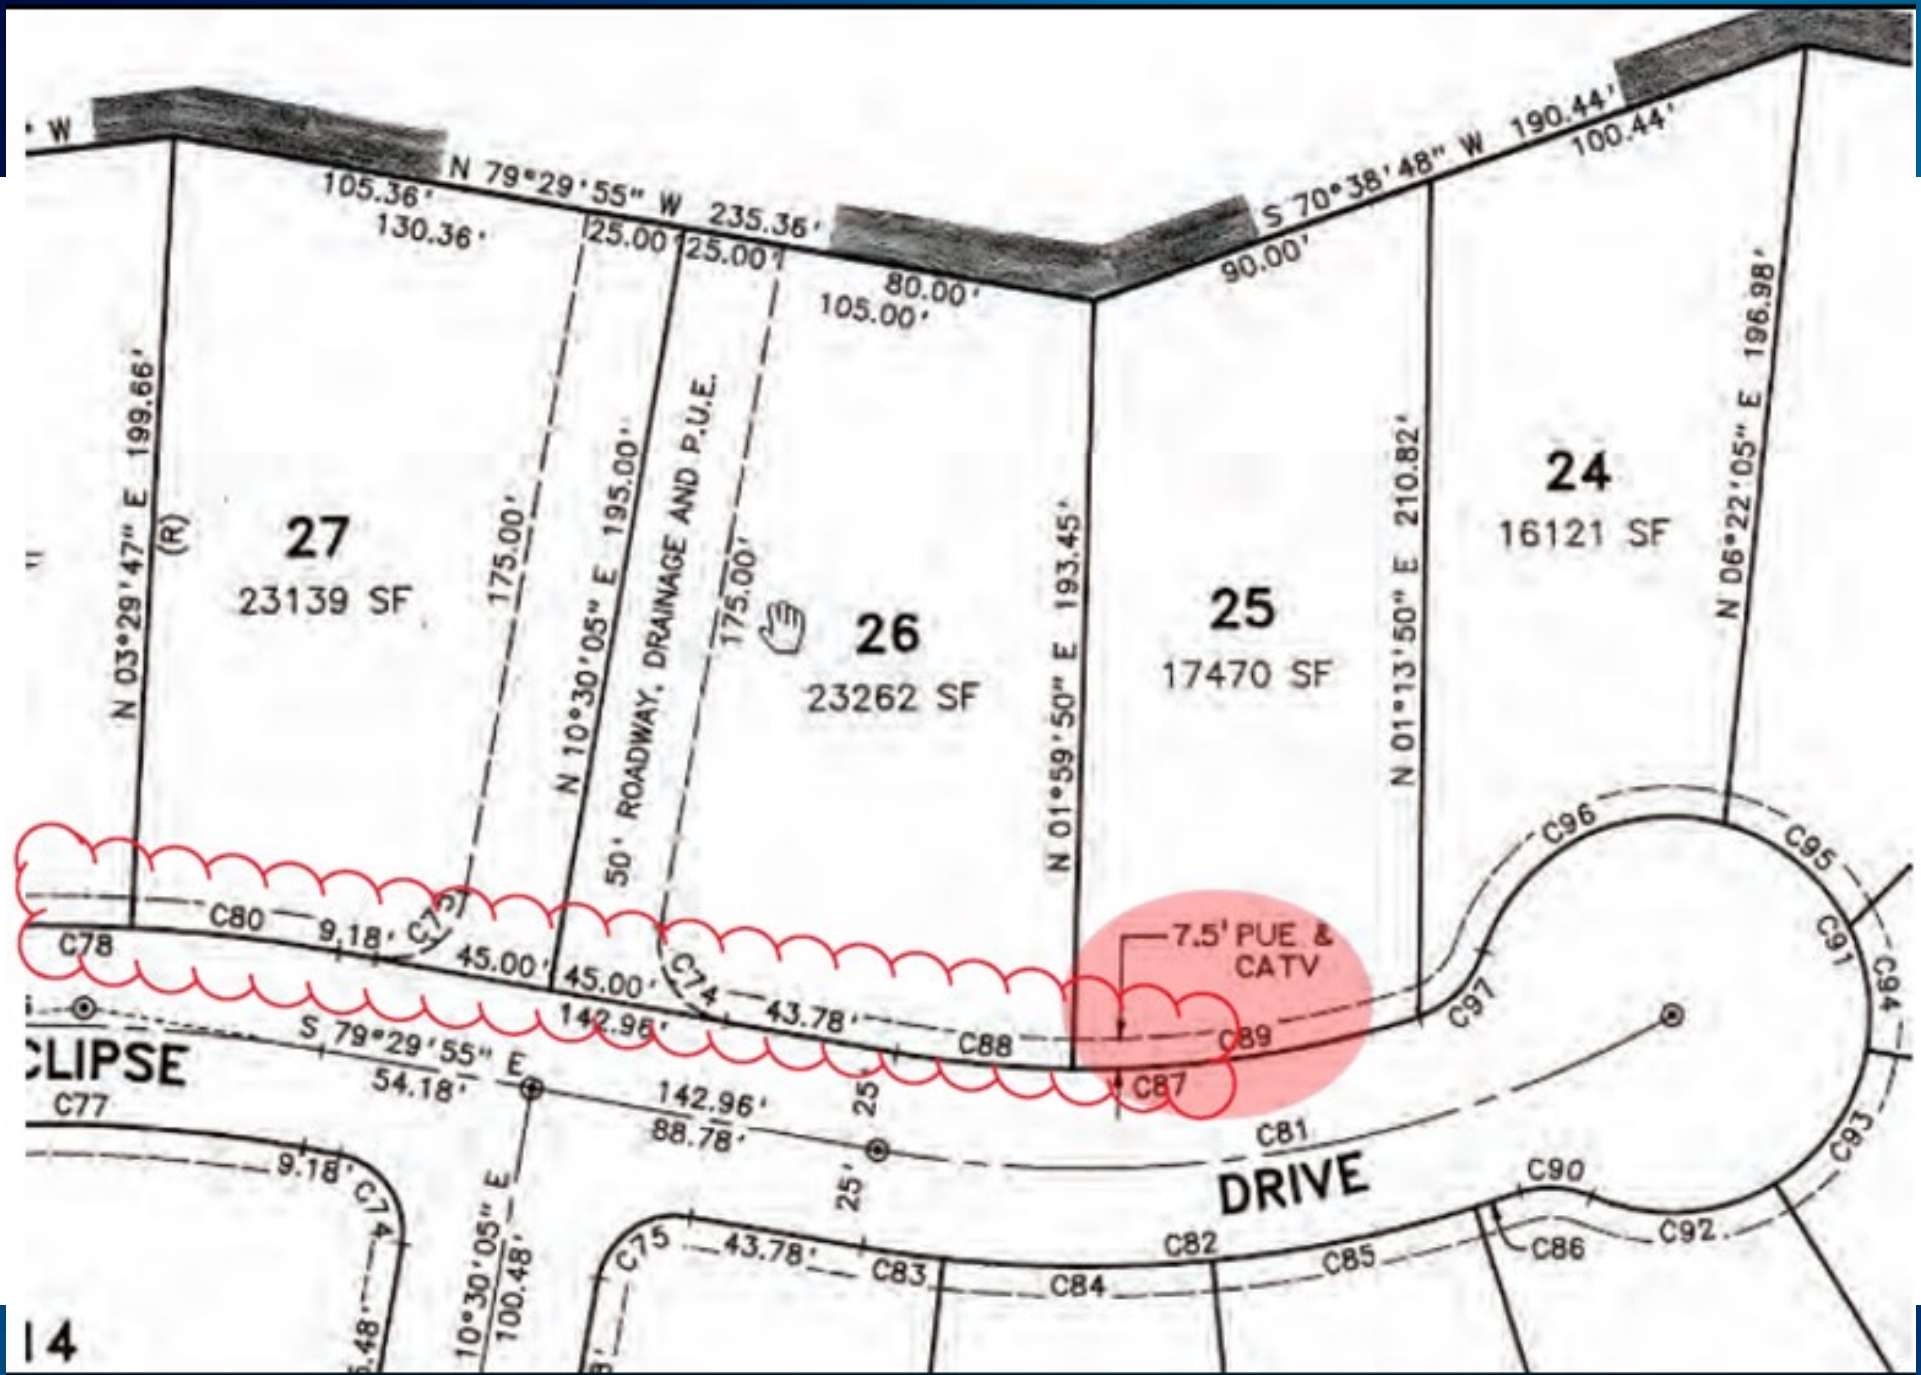 ° W
N 79°29'55" W 235.36'
105.36'
130.36'
25.00'
25.00'
80.00'
105.00'
S 70°38'48" W 190.44'
90.00'
100.44'
N 03°29'47" E 199.66'
(R)
27
23139 SF
175.00'
N 10°30'05" E 195.00'
50' ROADWAY, DRAINAGE AND P.U.E.
175.00'
26
23262 SF
N 01°59'50" E 193.45'
25
17470 SF
N 01°13'50" E 210.82'
24
16121 SF
N 06°22'05" E 196.98'
C78
C80
9.18'
C75
45.00'
45.00'
C74
43.78'
142.96'
C88
7.5' PUE &
CATV
C89
C87
C97
C96
C95
C91
C94
C93
CLIPSE
S 79°29'55" E
54.18'
142.96'
88.78'
25'
25'
C81
DRIVE
C77
9.18'
C74
10°30'05" E
100.48'
C75
43.78'
C83
C84
C82
C85
C90
C86
C92
14